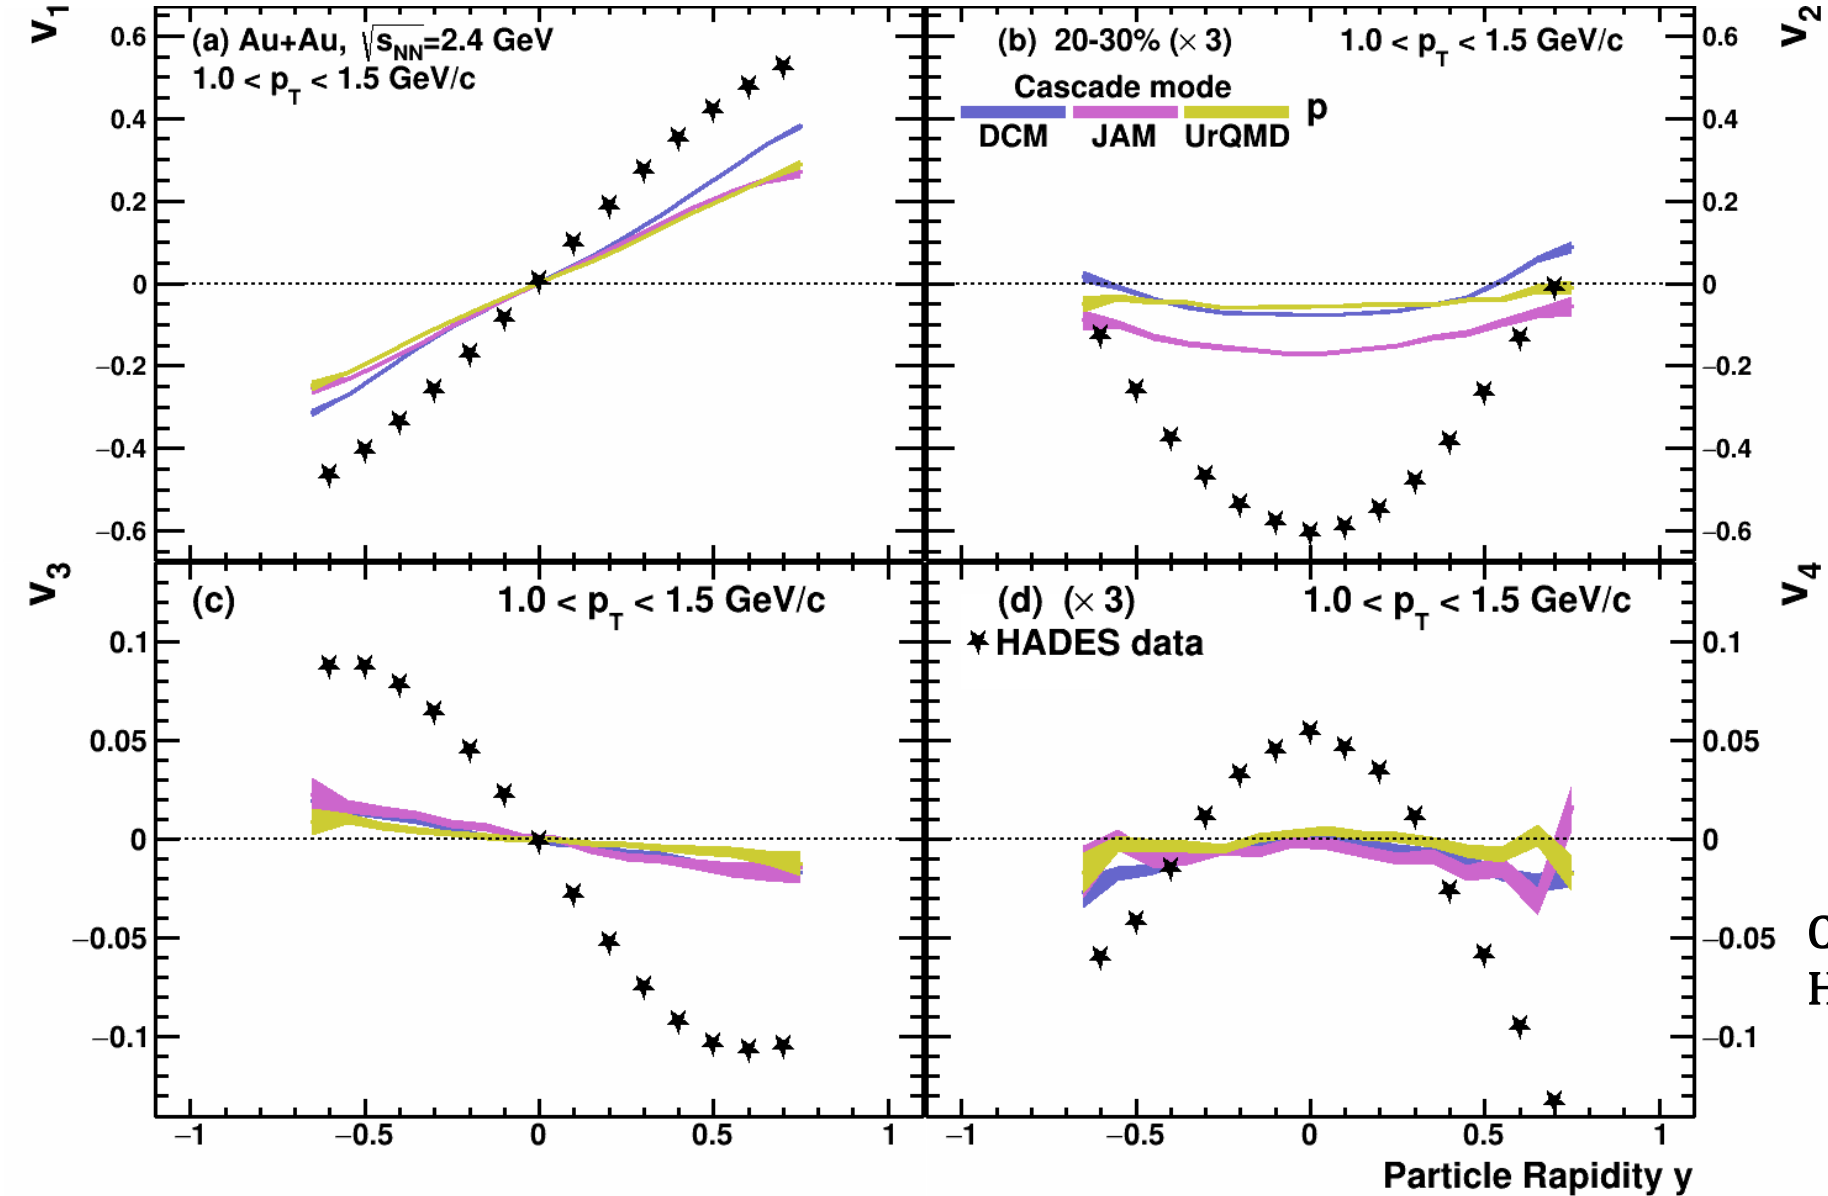 v1
v2
(a) Au+Au, √sNN=2.4 GeV
1.0 < pT < 1.5 GeV/c
(b) 20-30% (× 3)
1.0 < pT < 1.5 GeV/c
Cascade mode
DCM JAM UrQMD
p
0.6
0.4
0.2
0
−0.2
−0.4
−0.6
0.6
0.4
0.2
0
−0.2
−0.4
−0.6
v3
v4
(c)
1.0 < pT < 1.5 GeV/c
(d) (× 3)
1.0 < pT < 1.5 GeV/c
HADES data
0.1
0.05
0
−0.05
−0.1
0.1
0.05
0
−0.05
−0.1
C
H
−1 −0.5 0 0.5 1
−1 −0.5 0 0.5 1
Particle Rapidity y